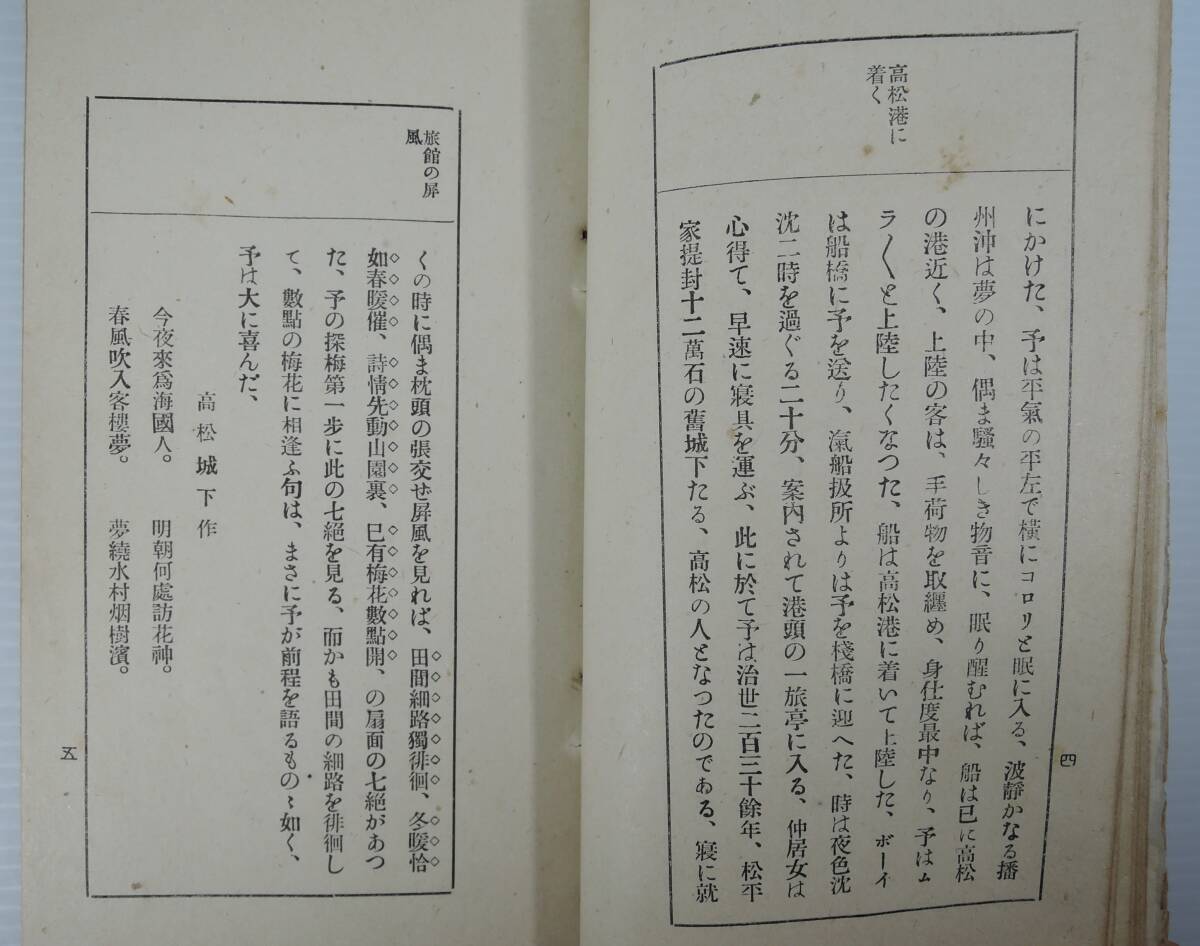 高松港に
着く
にかけた、予は平氣の平左で橫にコロリと眠に入る、波靜かなる播
州沖は夢の中、偶ま騷々しき物音に、眠り醒むれば、船は已に高松
の港近く、上陸の客は、手荷物を取纏め、身仕度最中なり、予はム
ラ〱と上陸したくなつた、船は高松港に着いて上陸した、ボーイ
は船橋に予を送り、滊船扱所よりは予を棧橋に迎へた、時は夜色沈
沈二時を過ぐる二十分、案內されて港頭の一旅亭に入る、仲居女は
心得て、早速に寢具を運ぶ、此に於て予は治世二百三十餘年、松平
家提封十二萬石の舊城下たる、高松の人となつたのである、寢に就
四
旅館の屏
風
くの時に偶ま枕頭の張交ぜ屏風を見れば、田間細路獨徘徊、冬暖恰
如春暖催、詩情先動山園裏、已有梅花數點開、の扇面の七絕があつ
た、予の探梅第一步に此の七絕を見る、而かも田間の細路を徘徊し
て、數點の梅花に相逢ふ句は、まさに予が前程を語るものゝ如く、
予は大に喜んだ、
高松城下作
今夜來爲海國人。 明朝何處訪花神。
春風吹入客樓夢。 夢繞水村烟樹濱。
五